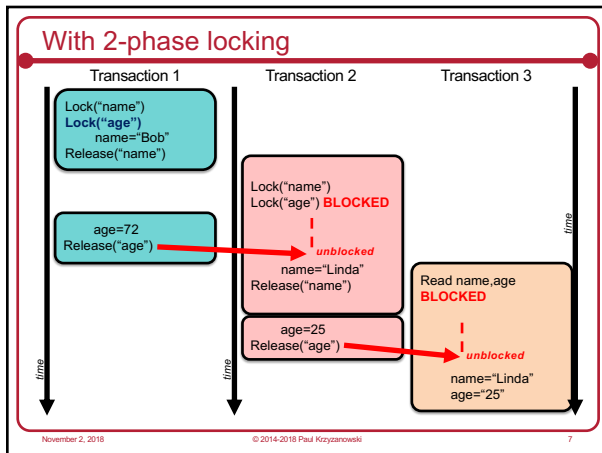 With 2-phase locking
Transaction 1
Transaction 2
Transaction 3
Lock(“name”)
Lock(“age”)
name=“Bob”
Release(“name”)
age=72
Release(“age”)
Lock(“name”)
Lock(“age”) BLOCKED
unblocked
name=“Linda”
Release(“name”)
age=25
Release(“age”)
Read name,age
BLOCKED
unblocked
name=“Linda”
age=“25”
time
time
time
November 2, 2018
© 2014-2018 Paul Krzyzanowski
7